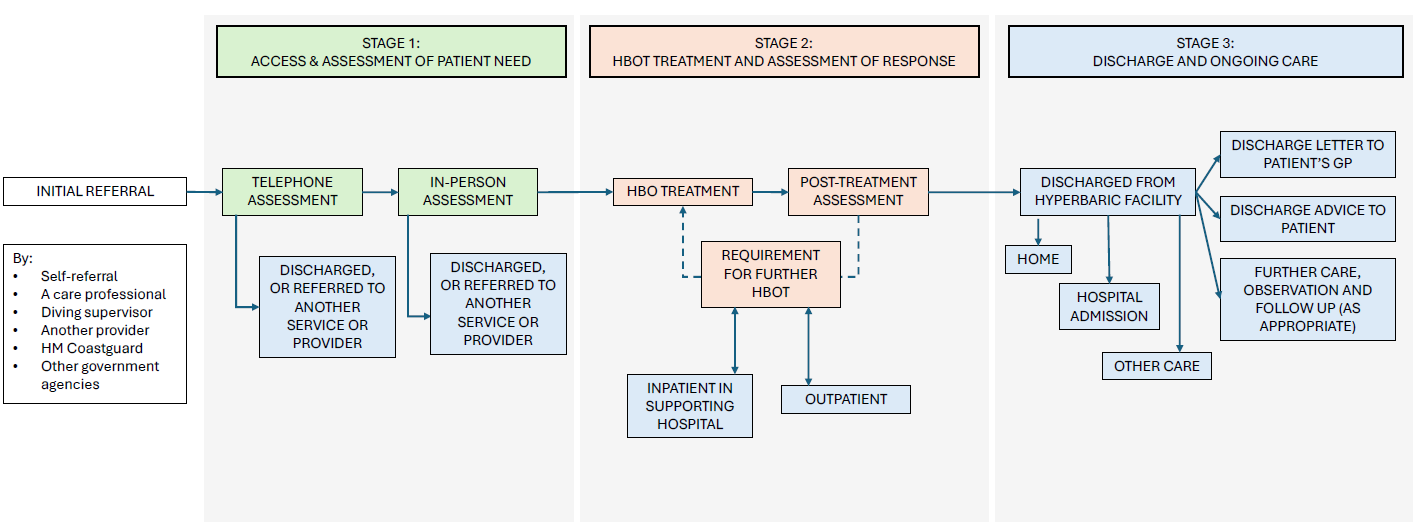 STAGE 1:
ACCESS & ASSESSMENT OF PATIENT NEED
STAGE 2:
HBOT TREATMENT AND ASSESSMENT OF RESPONSE
STAGE 3:
DISCHARGE AND ONGOING CARE
INITIAL REFERRAL
By:
• Self-referral
• A care professional
• Diving supervisor
• Another provider
• HM Coastguard
• Other government
agencies
TELEPHONE
ASSESSMENT
IN-PERSON
ASSESSMENT
DISCHARGED,
OR REFERRED TO
ANOTHER
SERVICE OR
PROVIDER
DISCHARGED,
OR REFERRED TO
ANOTHER
SERVICE OR
PROVIDER
HBO TREATMENT
POST-TREATMENT
ASSESSMENT
REQUIREMENT
FOR FURTHER
HBOT
INPATIENT IN
SUPPORTING
HOSPITAL
OUTPATIENT
DISCHARGED FROM
HYPERBARIC FACILITY
HOME
HOSPITAL
ADMISSION
OTHER CARE
DISCHARGE LETTER TO
PATIENT’S GP
DISCHARGE ADVICE TO
PATIENT
FURTHER CARE,
OBSERVATION AND
FOLLOW UP (AS
APPROPRIATE)